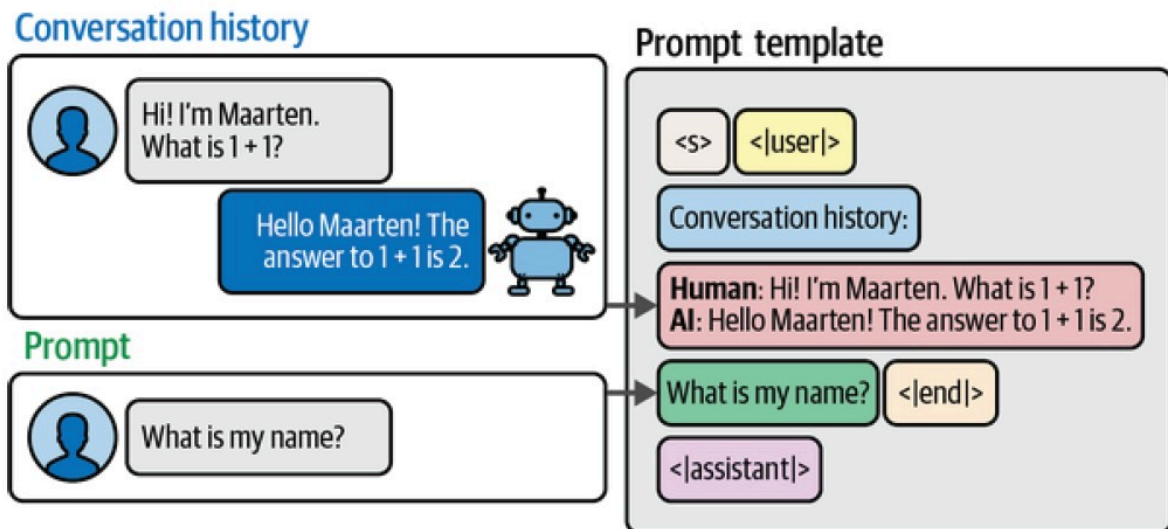 Conversation history
Hi! I'm Maarten.
What is 1 + 1?
Hello Maarten! The
answer to 1 + 1 is 2.
Prompt
What is my name?
Prompt template
<s> <|user|>
Conversation history:
Human: Hi! I'm Maarten. What is 1 + 1?
AI: Hello Maarten! The answer to 1 + 1 is 2.
What is my name? <|end|>
<|assistant|>